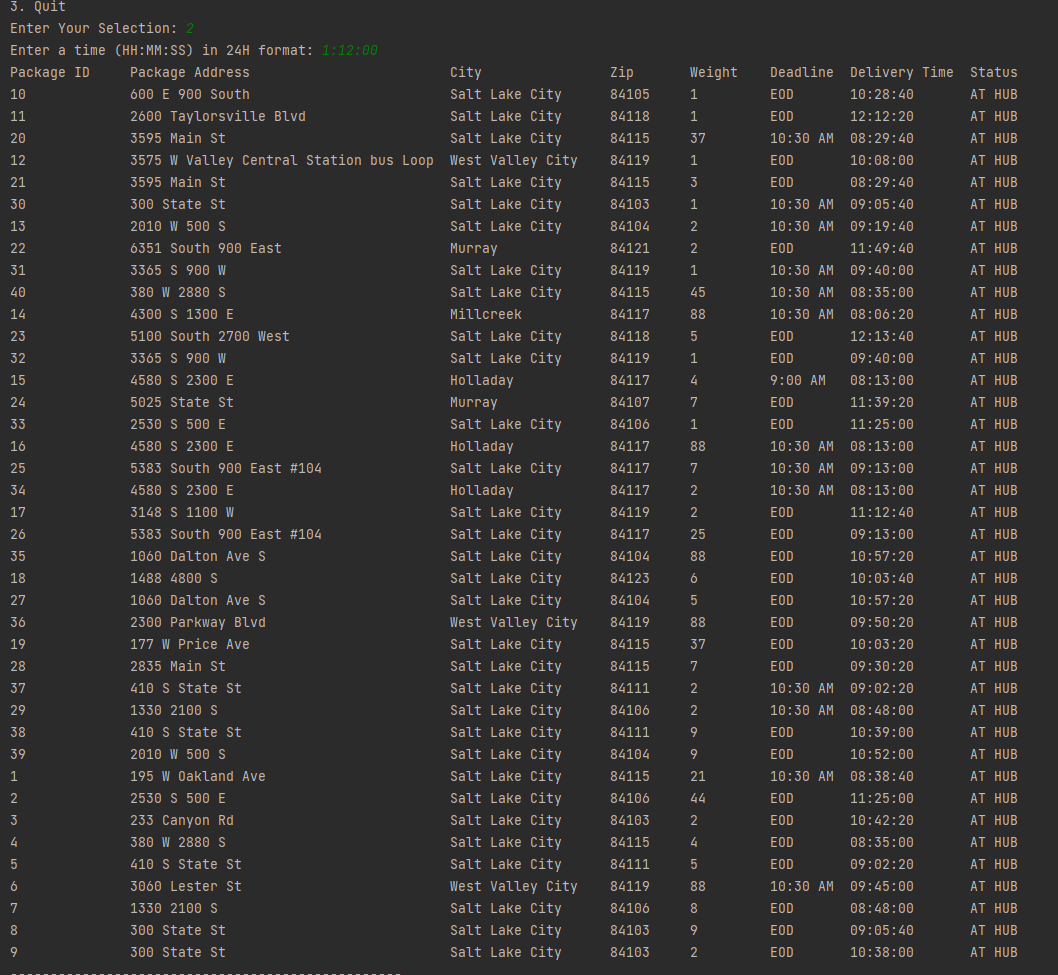 3. Quit
Enter Your Selection: 2
Enter a time (HH:MM:SS) in 24H format: 1:12:00
Package ID Package Address City Zip Weight Deadline Delivery Time Status
10 600 E 900 South Salt Lake City 84105 1 EOD 10:28:40 AT HUB
11 2600 Taylorsville Blvd Salt Lake City 84118 1 EOD 12:12:20 AT HUB
20 3595 Main St Salt Lake City 84115 37 10:30 AM 08:29:40 AT HUB
12 3575 W Valley Central Station bus Loop West Valley City 84119 1 EOD 10:08:00 AT HUB
21 3595 Main St Salt Lake City 84115 3 EOD 08:29:40 AT HUB
30 300 State St Salt Lake City 84103 1 10:30 AM 09:05:40 AT HUB
13 2010 W 500 S Salt Lake City 84104 2 10:30 AM 09:19:40 AT HUB
22 6351 South 900 East Murray 84121 2 EOD 11:49:40 AT HUB
31 3365 S 900 W Salt Lake City 84119 1 10:30 AM 09:40:00 AT HUB
40 380 W 2880 S Salt Lake City 84115 45 10:30 AM 08:35:00 AT HUB
14 4300 S 1300 E Millcreek 84117 88 10:30 AM 08:06:20 AT HUB
23 5100 South 2700 West Salt Lake City 84118 5 EOD 12:13:40 AT HUB
32 3365 S 900 W Salt Lake City 84119 1 EOD 09:40:00 AT HUB
15 4580 S 2300 E Holladay 84117 4 9:00 AM 08:13:00 AT HUB
24 5025 State St Murray 84107 7 EOD 11:39:20 AT HUB
33 2530 S 500 E Salt Lake City 84106 1 EOD 11:25:00 AT HUB
16 4580 S 2300 E Holladay 84117 88 10:30 AM 08:13:00 AT HUB
25 5383 South 900 East #104 Salt Lake City 84117 7 10:30 AM 09:13:00 AT HUB
34 4580 S 2300 E Holladay 84117 2 10:30 AM 08:13:00 AT HUB
17 3148 S 1100 W Salt Lake City 84119 2 EOD 11:12:40 AT HUB
26 5383 South 900 East #104 Salt Lake City 84117 25 EOD 09:13:00 AT HUB
35 1060 Dalton Ave S Salt Lake City 84104 88 EOD 10:57:20 AT HUB
18 1488 4800 S Salt Lake City 84123 6 EOD 10:03:40 AT HUB
27 1060 Dalton Ave S Salt Lake City 84104 5 EOD 10:57:20 AT HUB
36 2300 Parkway Blvd West Valley City 84119 88 EOD 09:50:20 AT HUB
19 177 W Price Ave Salt Lake City 84115 37 EOD 10:03:20 AT HUB
28 2835 Main St Salt Lake City 84115 7 EOD 09:30:20 AT HUB
37 410 S State St Salt Lake City 84111 2 10:30 AM 09:02:20 AT HUB
29 1330 2100 S Salt Lake City 84106 2 10:30 AM 08:48:00 AT HUB
38 410 S State St Salt Lake City 84111 9 EOD 10:39:00 AT HUB
39 2010 W 500 S Salt Lake City 84104 9 EOD 10:52:00 AT HUB
1 195 W Oakland Ave Salt Lake City 84115 21 10:30 AM 08:38:40 AT HUB
2 2530 S 500 E Salt Lake City 84106 44 EOD 11:25:00 AT HUB
3 233 Canyon Rd Salt Lake City 84103 2 EOD 10:42:20 AT HUB
4 380 W 2880 S Salt Lake City 84115 4 EOD 08:35:00 AT HUB
5 410 S State St Salt Lake City 84111 5 EOD 09:02:20 AT HUB
6 3060 Lester St West Valley City 84119 88 10:30 AM 09:45:00 AT HUB
7 1330 2100 S Salt Lake City 84106 8 EOD 08:48:00 AT HUB
8 300 State St Salt Lake City 84103 9 EOD 09:05:40 AT HUB
9 300 State St Salt Lake City 84103 2 EOD 10:38:00 AT HUB